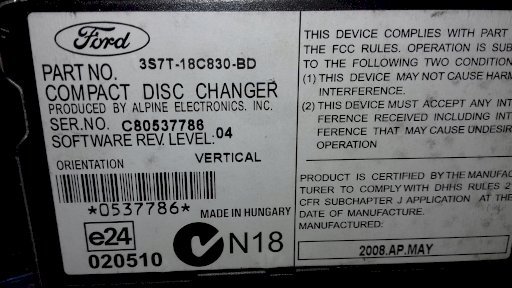 Ford
PART NO. 3S7T-18C830-BD
COMPACT DISC CHANGER
PRODUCED BY ALPINE ELECTRONICS, INC.
SER.NO. C80537786
SOFTWARE REV. LEVEL. 04
ORIENTATION VERTICAL
*0537786* MADE IN HUNGARY
e24
020510
N18
THIS DEVICE COMPLIES WITH PART
THE FCC RULES. OPERATION IS SUB
TO THE FOLLOWING TWO CONDITION
(1) THIS DEVICE MAY NOT CAUSE HARM
INTERFERENCE.
(2) THIS DEVICE MUST ACCEPT ANY INT
FERENCE RECEIVED INCLUDING INT
FERENCE THAT MAY CAUSE UNDESIR
OPERATION
PRODUCT IS CERTIFIED BY THE MANUFAC
TURER TO COMPLY WITH DHHS RULES 2
CFR SUBCHAPTER J APPLICATION AT THE
DATE OF MANUFACTURE.
MANUFACTURED:
2008.AP.MAY